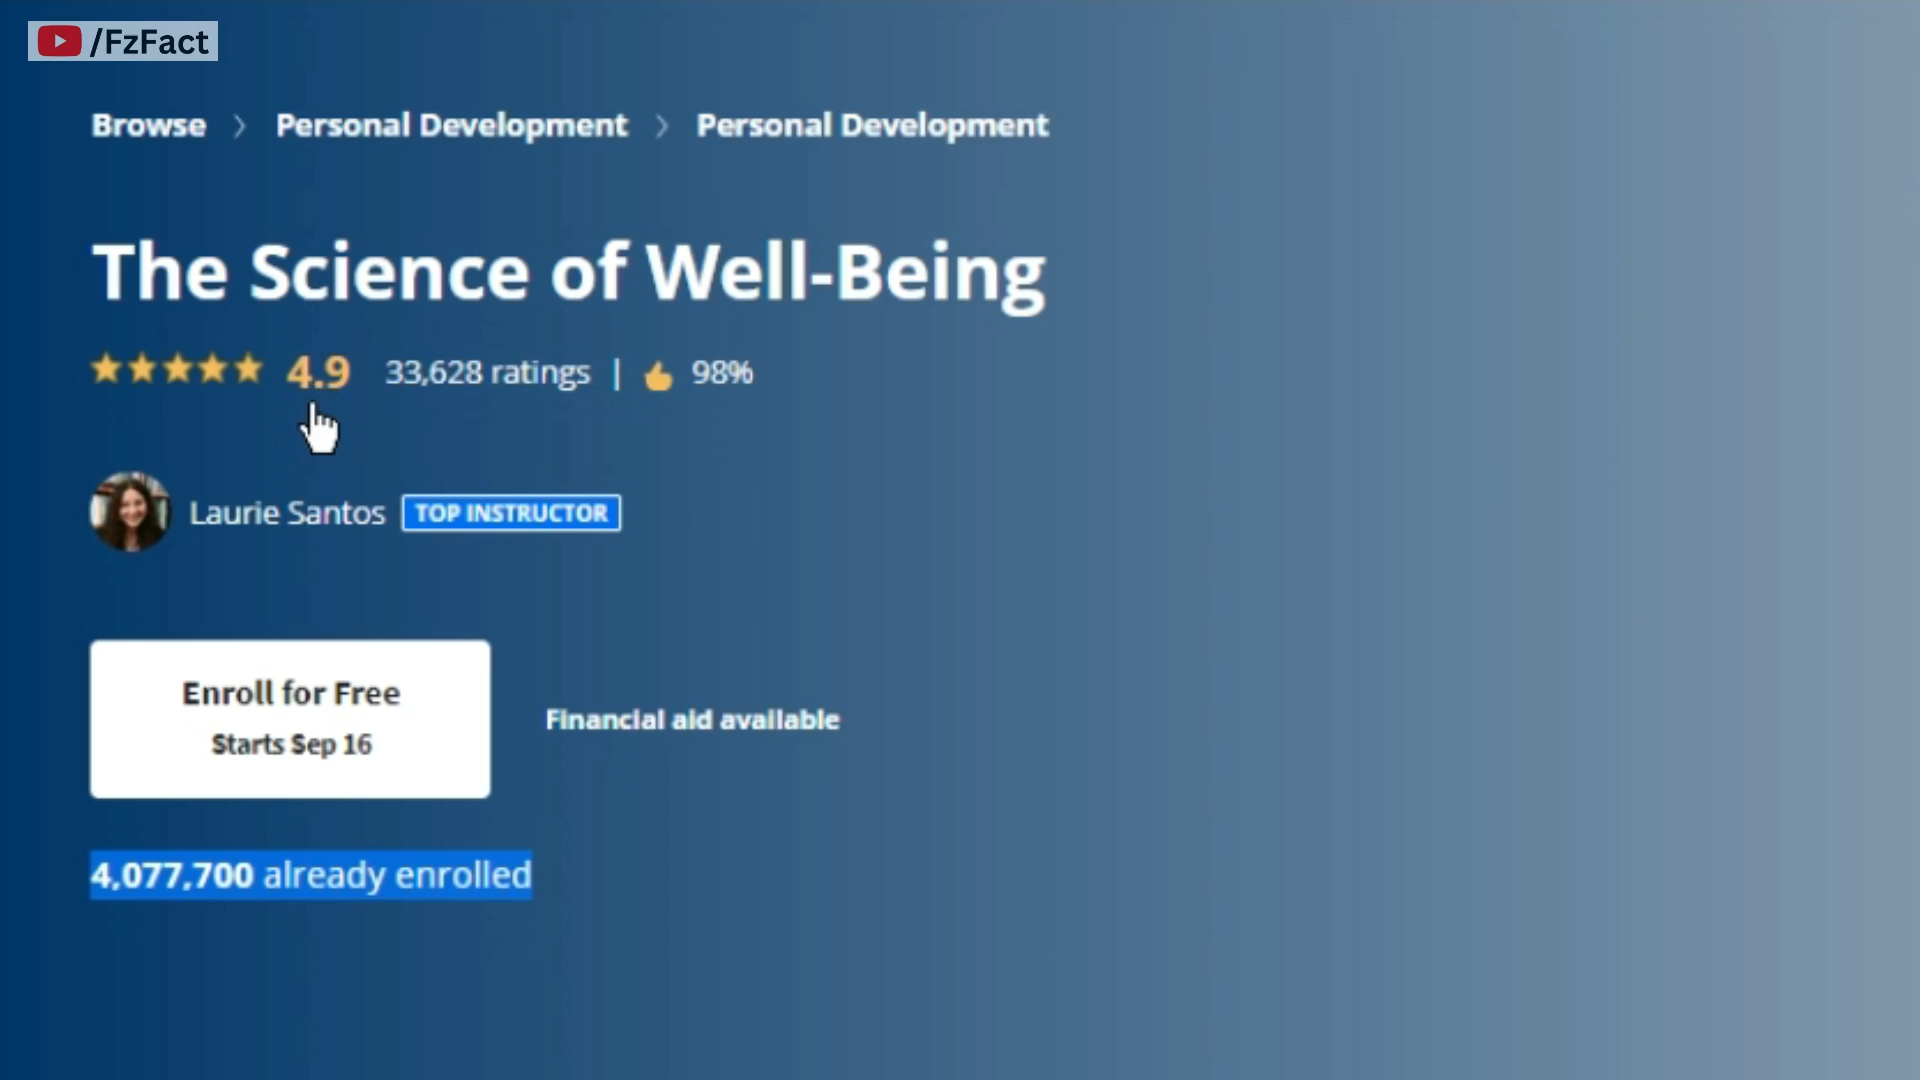 /FzFact
Browse > Personal Development > Personal Development
The Science of Well-Being
4.9 33,628 ratings | 98%
Laurie Santos TOP INSTRUCTOR
Enroll for Free
Starts Sep 16
Financial aid available
4,077,700 already enrolled